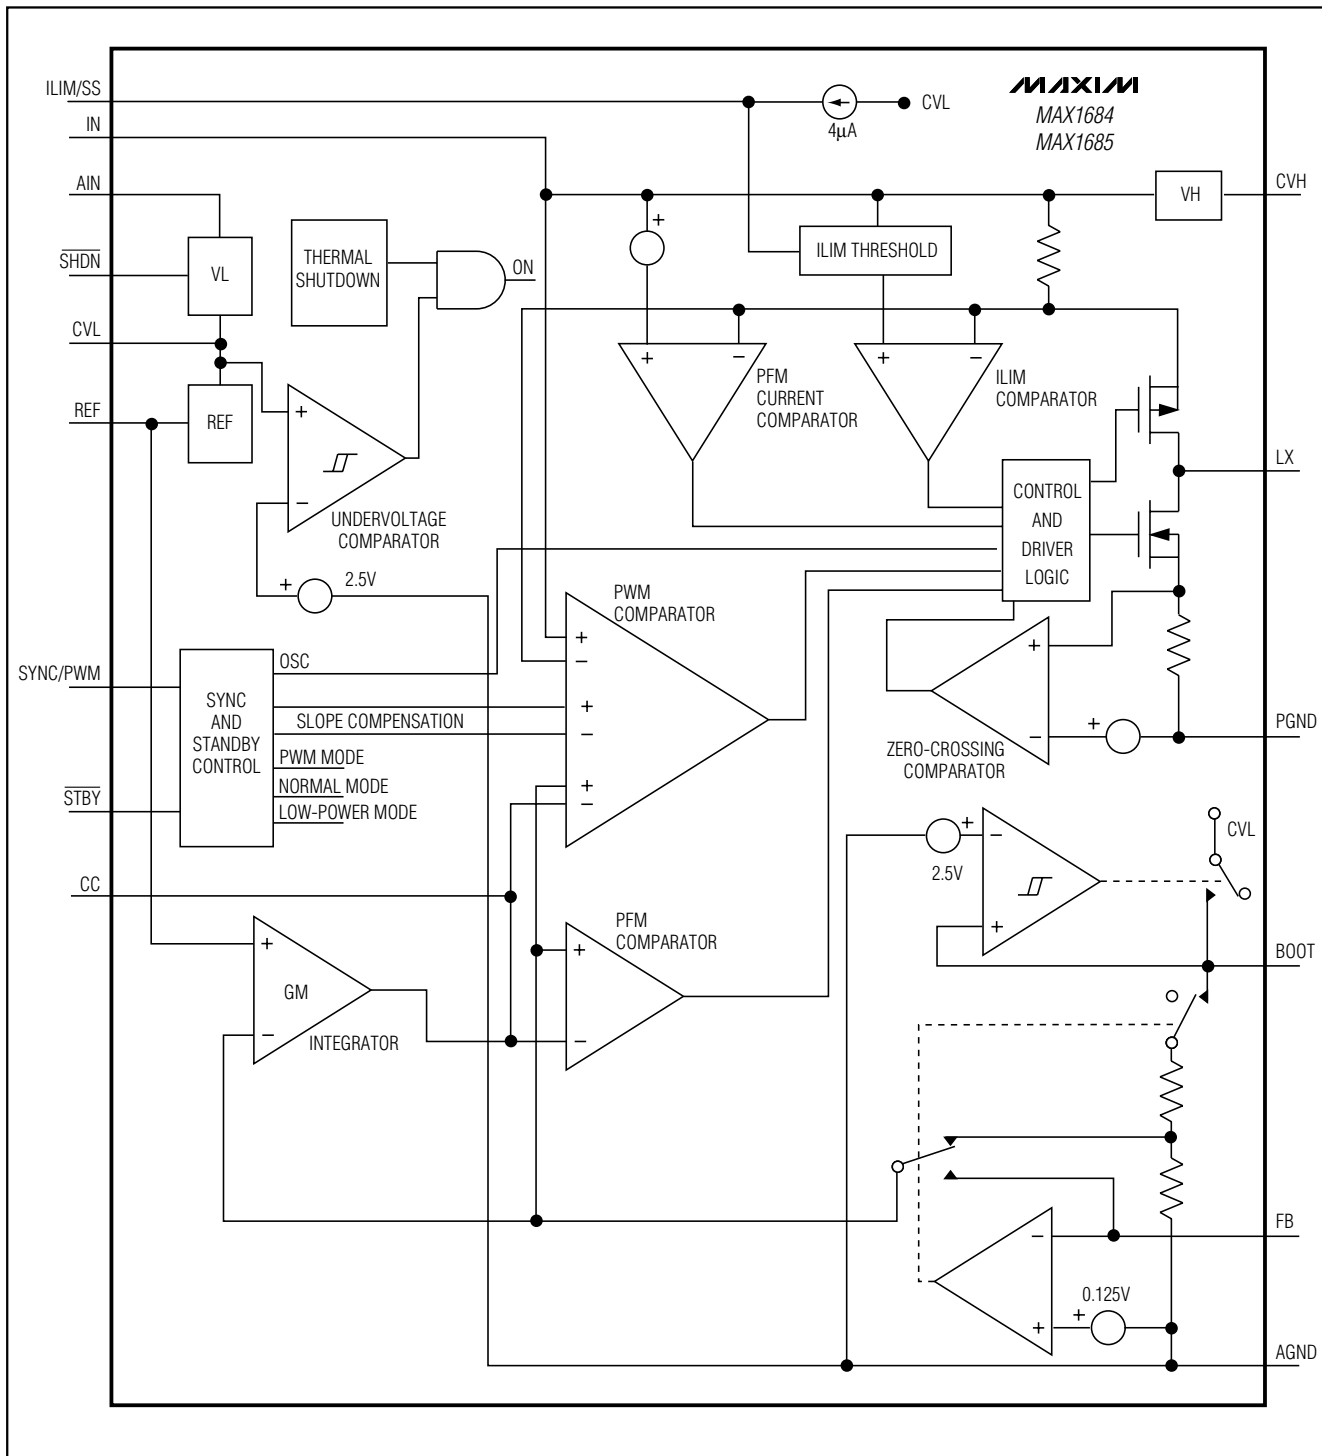 ILIM/SS
CVL
4µA
MAXIM
MAX1684
MAX1685
IN
AIN
VH
CVH
SHDN
VL
THERMAL
SHUTDOWN
ON
ILIM THRESHOLD
+
CVL
+
−
+
−
PFM
CURRENT
COMPARATOR
ILIM
COMPARATOR
REF
REF
+
−
UNDERVOLTAGE
COMPARATOR
LX
CONTROL
AND
DRIVER
LOGIC
+
2.5V
PWM
COMPARATOR
SYNC/PWM
OSC
SYNC
AND
STANDBY
CONTROL
SLOPE COMPENSATION
PWM MODE
NORMAL MODE
LOW-POWER MODE
STBY
+
−
+
−
+
−
+
−
+
ZERO-CROSSING
COMPARATOR
PGND
+
−
2.5V
+
CVL
CC
PFM
COMPARATOR
+
−
BOOT
+
GM
−
INTEGRATOR
−
+
0.125V
+
FB
AGND